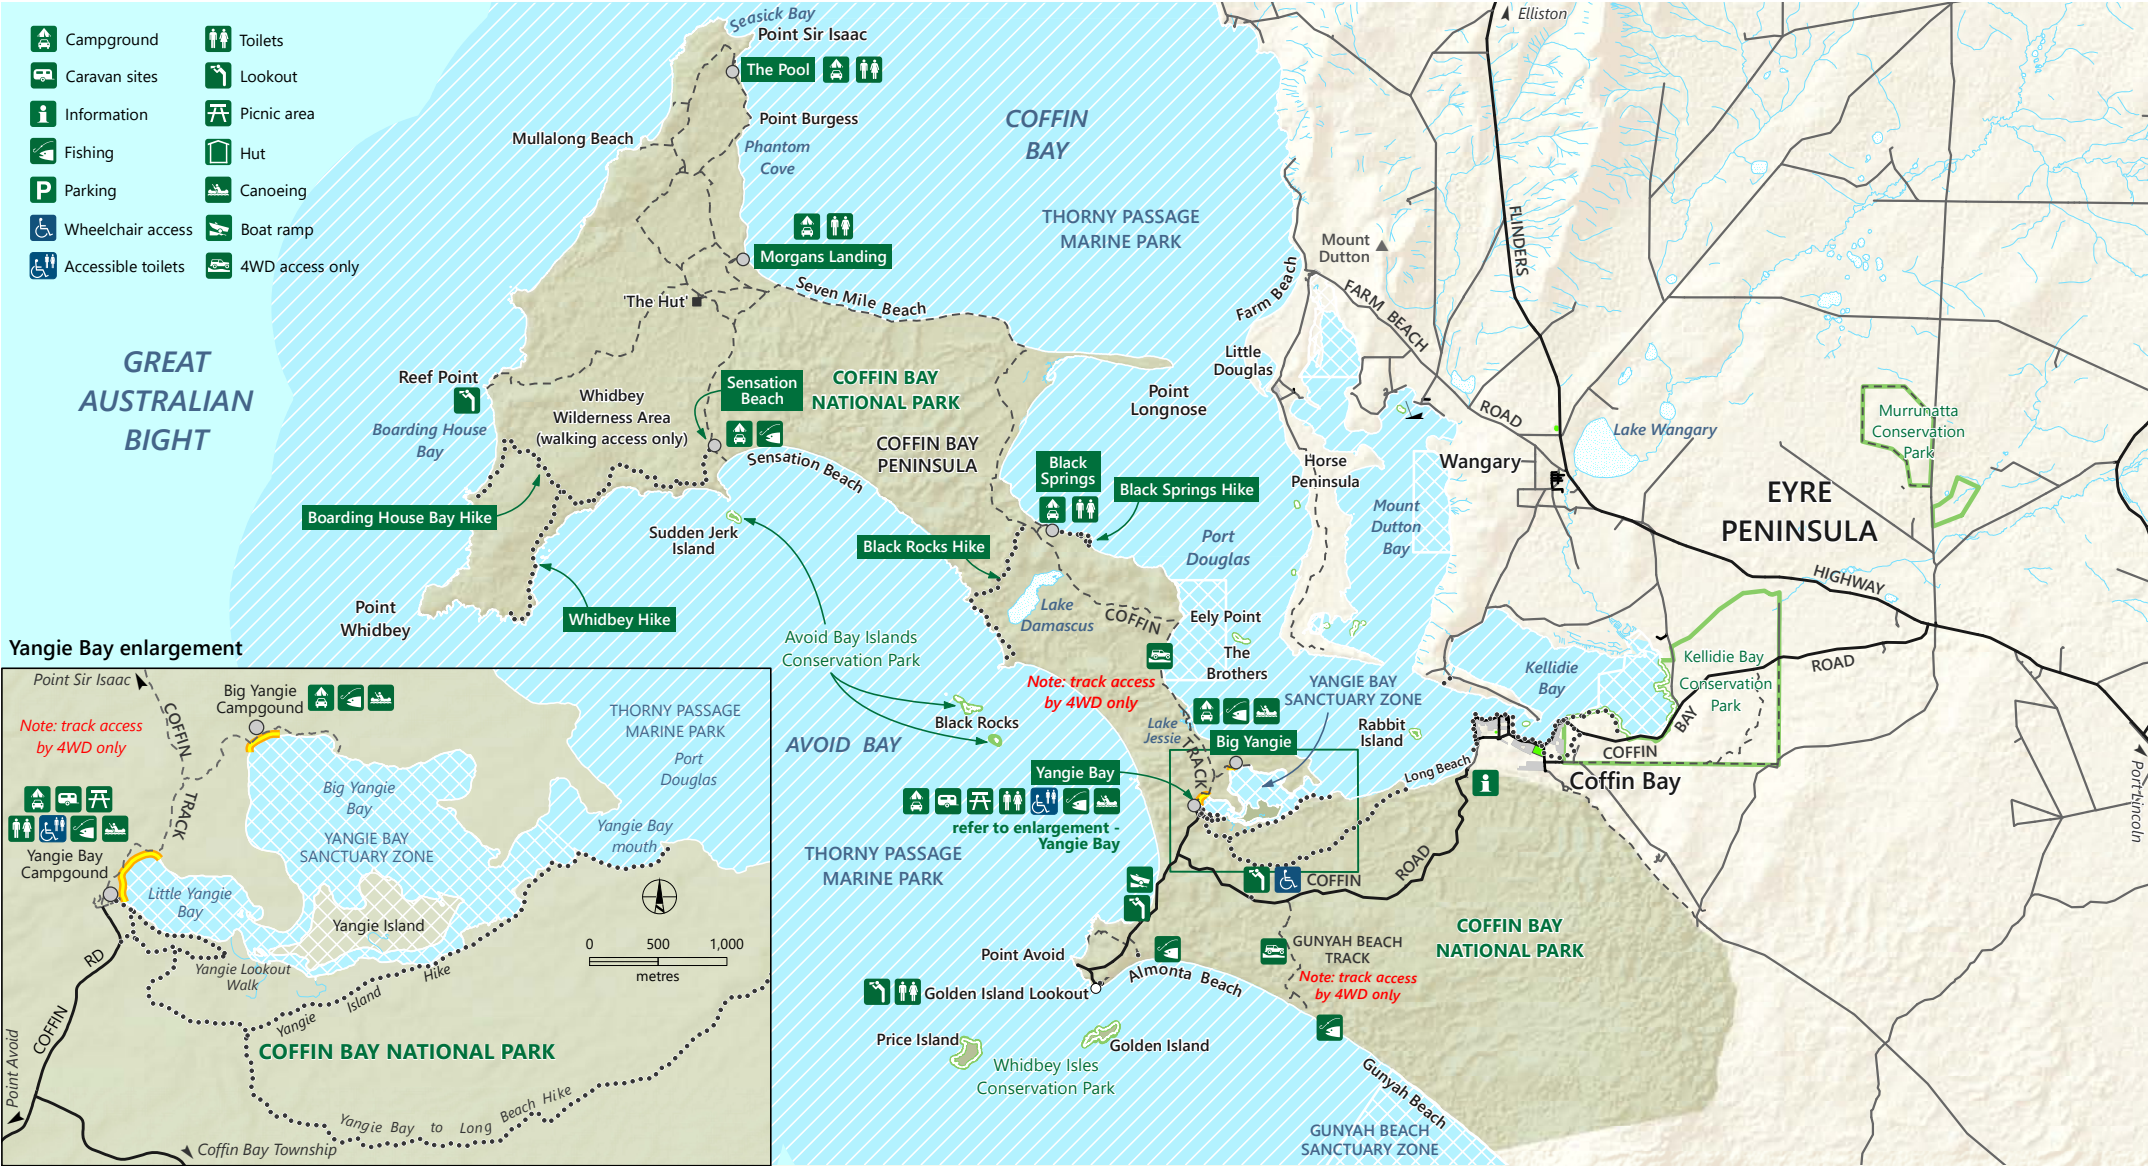 Campground
Caravan sites
Information
Fishing
Parking
Wheelchair access
Accessible toilets
Toilets
Lookout
Picnic area
Hut
Canoeing
Boat ramp
4WD access only
Seasick Bay
Point Sir Isaac
The Pool
Point Burgess
Phantom
Cove
Mullalong Beach
COFFIN
BAY
THORNY PASSAGE
MARINE PARK
Morgans Landing
Seven Mile Beach
'The Hut'
GREAT
AUSTRALIAN
BIGHT
Reef Point
Boarding House
Bay
Whidbey
Wilderness Area
(walking access only)
Sensation
Beach
COFFIN BAY
NATIONAL PARK
COFFIN BAY
PENINSULA
Sensation Beach
Boarding House Bay Hike
Sudden Jerk
Island
Whidbey Hike
Point
Whidbey
Black Rocks Hike
Black
Springs
Black Springs Hike
Point
Longnose
Port
Douglas
Lake
Damascus
COFFIN
TRACK
Eely Point
The
Brothers
Avoid Bay Islands
Conservation Park
Note: track access
by 4WD only
Black Rocks
AVOID BAY
Lake
Jessie
YANGIE BAY
SANCTUARY ZONE
Rabbit
Island
Big Yangie
Yangie Bay
refer to enlargement -
Yangie Bay
Long Beach
THORNY PASSAGE
MARINE PARK
COFFIN
ROAD
Point Avoid
Almonta Beach
Golden Island Lookout
GUNYAH BEACH
TRACK
Note: track access
by 4WD only
COFFIN BAY
NATIONAL PARK
Price Island
Golden Island
Whidbey Isles
Conservation Park
Gunyah Beach
GUNYAH BEACH
SANCTUARY ZONE
Elliston
FLINDERS
HIGHWAY
Mount
Dutton
Farm Beach
FARM BEACH
ROAD
Little
Douglas
Horse
Peninsula
Mount
Dutton
Bay
Wangary
Lake Wangary
Murrunatta
Conservation
Park
EYRE
PENINSULA
Kellidie
Bay
Kellidie Bay
Conservation
Park
COFFIN
BAY
ROAD
Coffin Bay
Port Lincoln
Yangie Bay enlargement
Point Sir Isaac
Note: track access
by 4WD only
COFFIN
TRACK
Big Yangie
Campgound
THORNY PASSAGE
MARINE PARK
Port
Douglas
Big Yangie
Bay
YANGIE BAY
SANCTUARY ZONE
Yangie Bay
mouth
Yangie Bay
Campgound
Little Yangie
Bay
Yangie Island
0 500 1,000
metres
Yangie Lookout
Walk
Yangie Island Hike
COFFIN RD
Point Avoid
COFFIN BAY NATIONAL PARK
Yangie Bay to Long Beach Hike
Coffin Bay Township